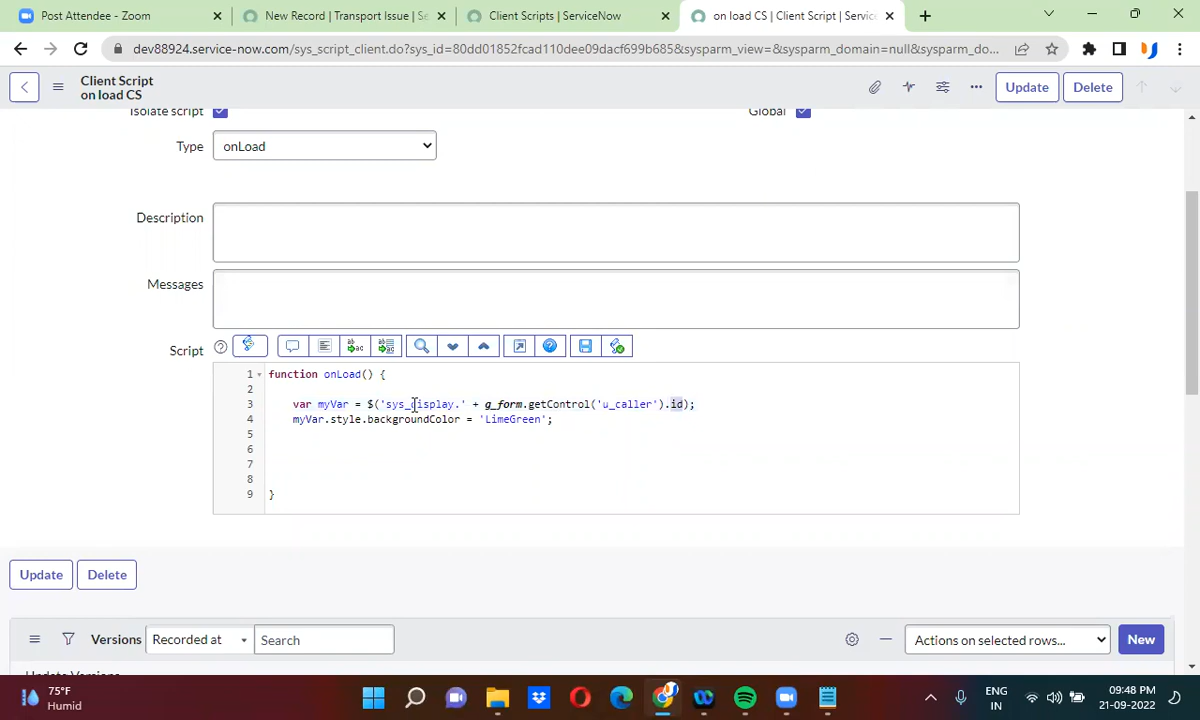 Post Attendee - Zoom
New Record | Transport Issue | Se
Client Scripts | ServiceNow
on load CS | Client Script | Service
dev88924.service-now.com/sys_script_client.do?sys_id=80dd01852fcad110dee09dacf699b685&sysparm_view=&sysparm_domain=null&sysparm_do...
Client Script
on load CS
Update
Delete
Isolate script
Global
Type
onLoad
Description
Messages
Script
1 function onLoad() {
2
3 var myVar = $('sys_display.' + g_form.getControl('u_caller').id);
4 myVar.style.backgroundColor = 'LimeGreen';
5
6
7
8
9 }
Update
Delete
Versions
Recorded at
Search
Actions on selected rows...
New
Update Versions
75°F
Humid
ENG
IN
09:48 PM
21-09-2022